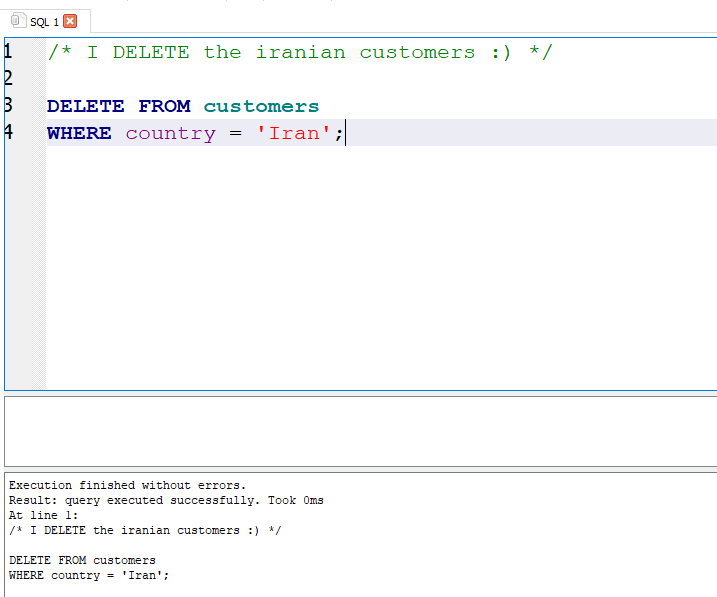 SQL 1
1 /* I DELETE the iranian customers :) */
2
3 DELETE FROM customers
4 WHERE country = 'Iran';
Execution finished without errors.
Result: query executed successfully. Took 0ms
At line 1:
/* I DELETE the iranian customers :) */
DELETE FROM customers
WHERE country = 'Iran';